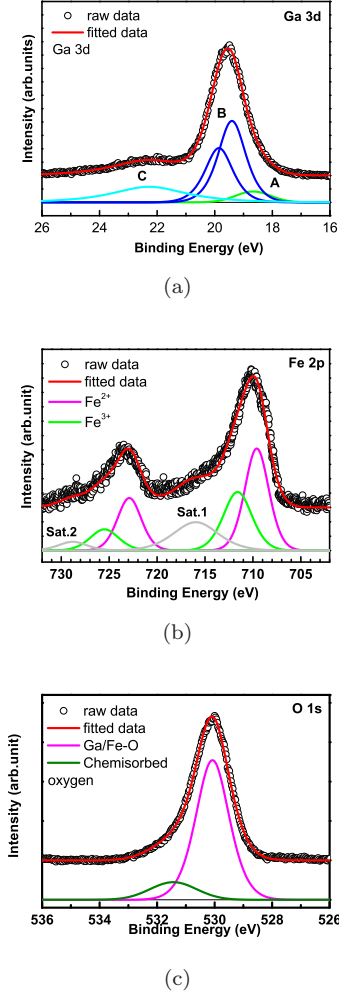 Ga 3d
raw data
fitted data
Ga 3d
B
C
A
Intensity (arb.units)
26 24 22 20 18 16
Binding Energy (eV)
(a)
Fe 2p
raw data
fitted data
Fe2+
Fe3+
Sat.1
Sat.2
Intensity (arb.unit)
730 725 720 715 710 705
Binding Energy (eV)
(b)
O 1s
raw data
fitted data
Ga/Fe-O
Chemisorbed
oxygen
Intensity (arb.unit)
536 534 532 530 528 526
Binding Energy (eV)
(c)